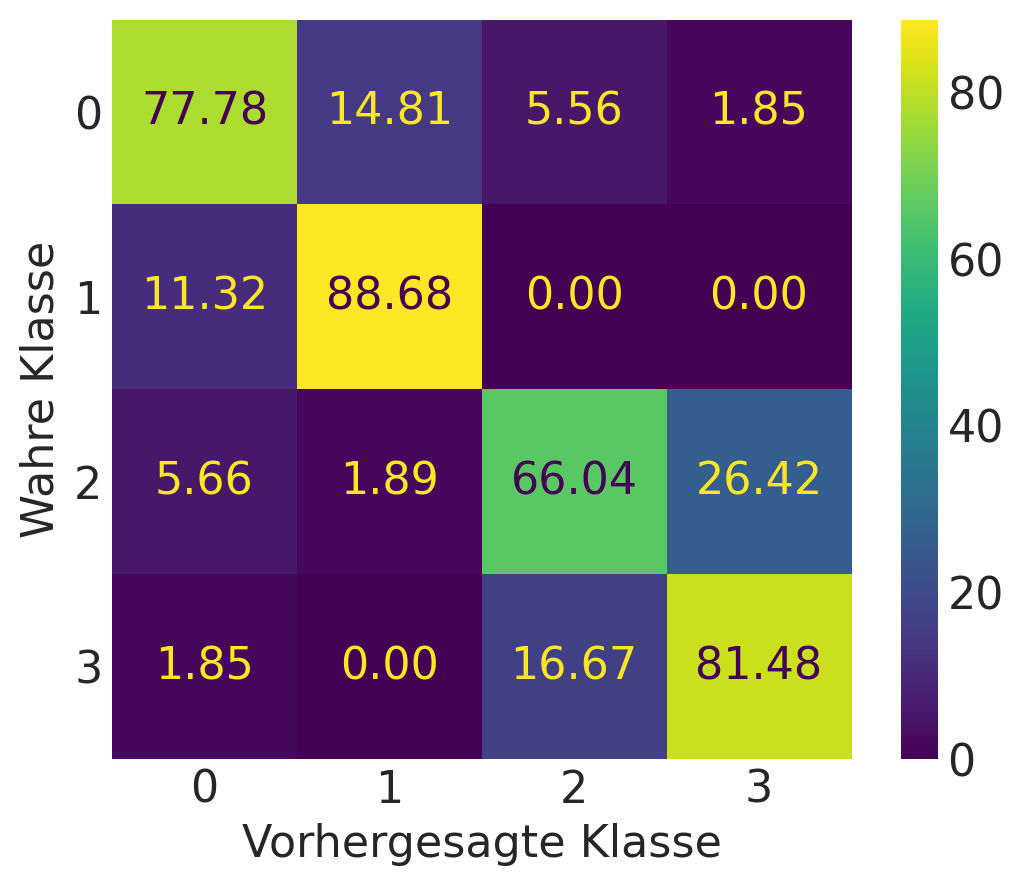 0 77.78 14.81 5.56 1.85
1 11.32 88.68 0.00 0.00
2 5.66 1.89 66.04 26.42
3 1.85 0.00 16.67 81.48
0 1 2 3
Vorhergesagte Klasse
Wahre Klasse
80
60
40
20
0